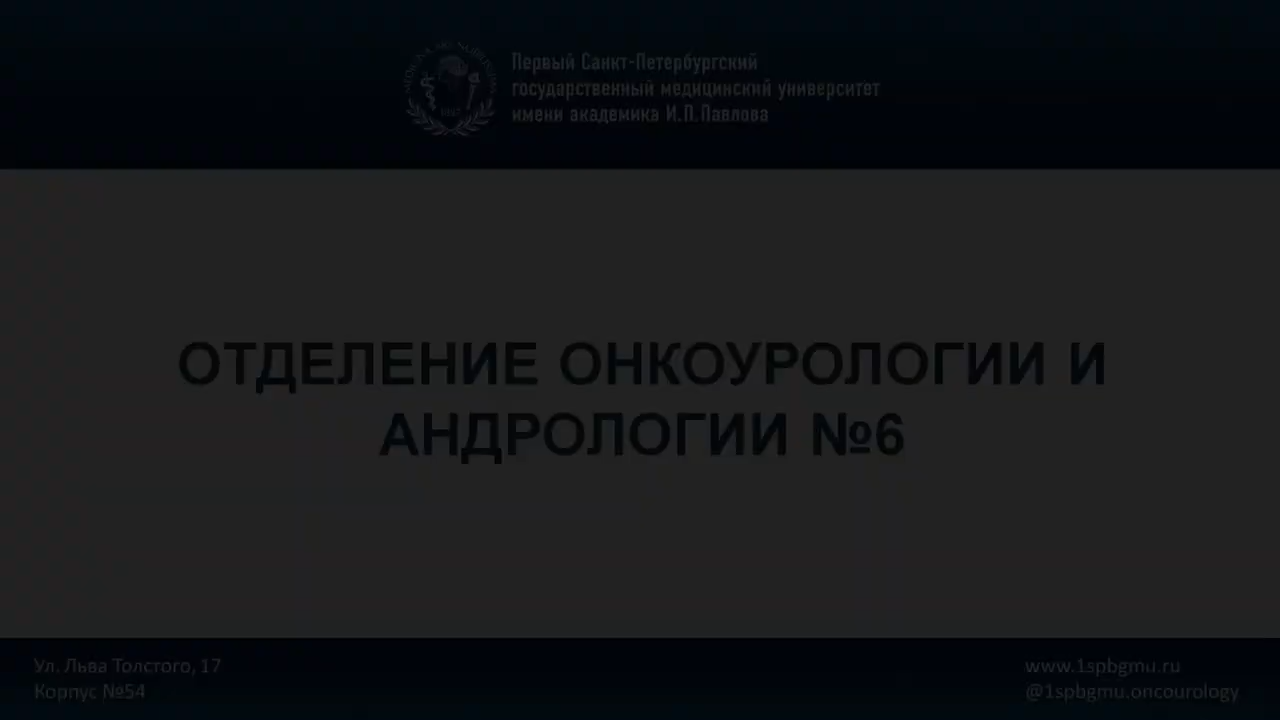 Первый Санкт-Петербургский
государственный медицинский университет
имени академика И.П.Павлова
ОТДЕЛЕНИЕ ОНКОУРОЛОГИИ И
АНДРОЛОГИИ №6
Ул. Льва Толстого, 17
Корпус №54
www.1spbgmu.ru
@1spbgmu.oncourology